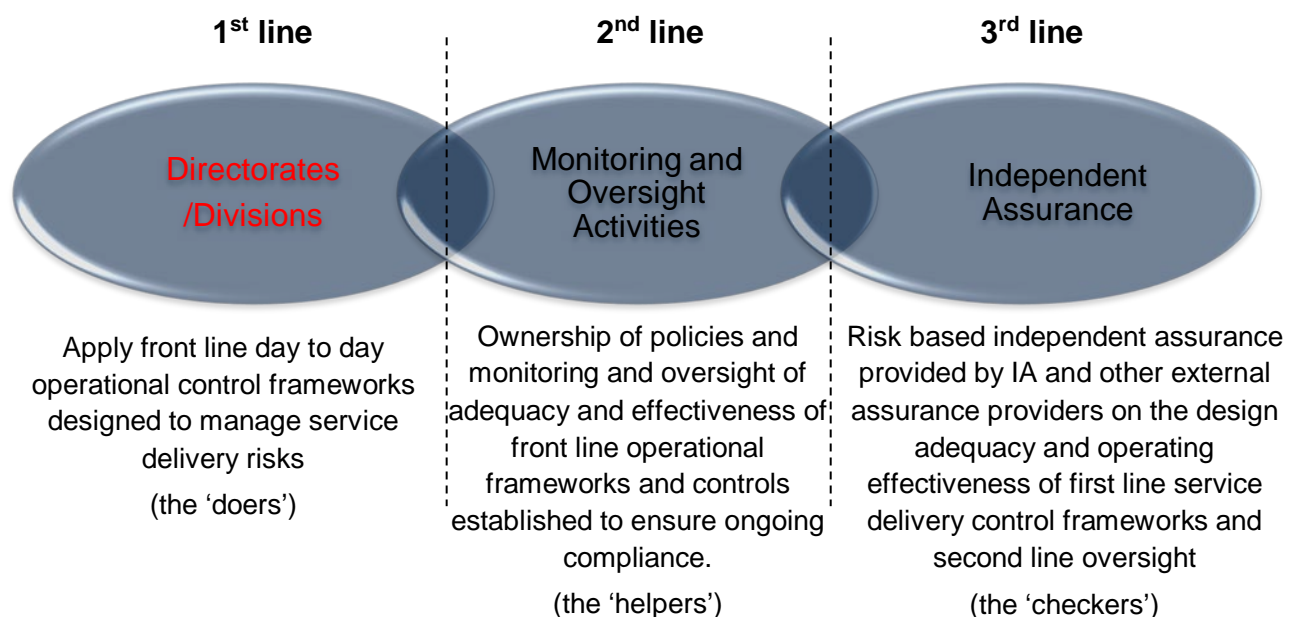 1st line
Directorates
/Divisions
Apply front line day to day
operational control frameworks
designed to manage service
delivery risks
(the ‘doers’)
2nd line
Monitoring and
Oversight
Activities
Ownership of policies and
monitoring and oversight of
adequacy and effectiveness of
front line operational
frameworks and controls
established to ensure ongoing
compliance.
(the ‘helpers’)
3rd line
Independent
Assurance
Risk based independent assurance
provided by IA and other external
assurance providers on the design
adequacy and operating
effectiveness of first line service
delivery control frameworks and
second line oversight
(the ‘checkers’)